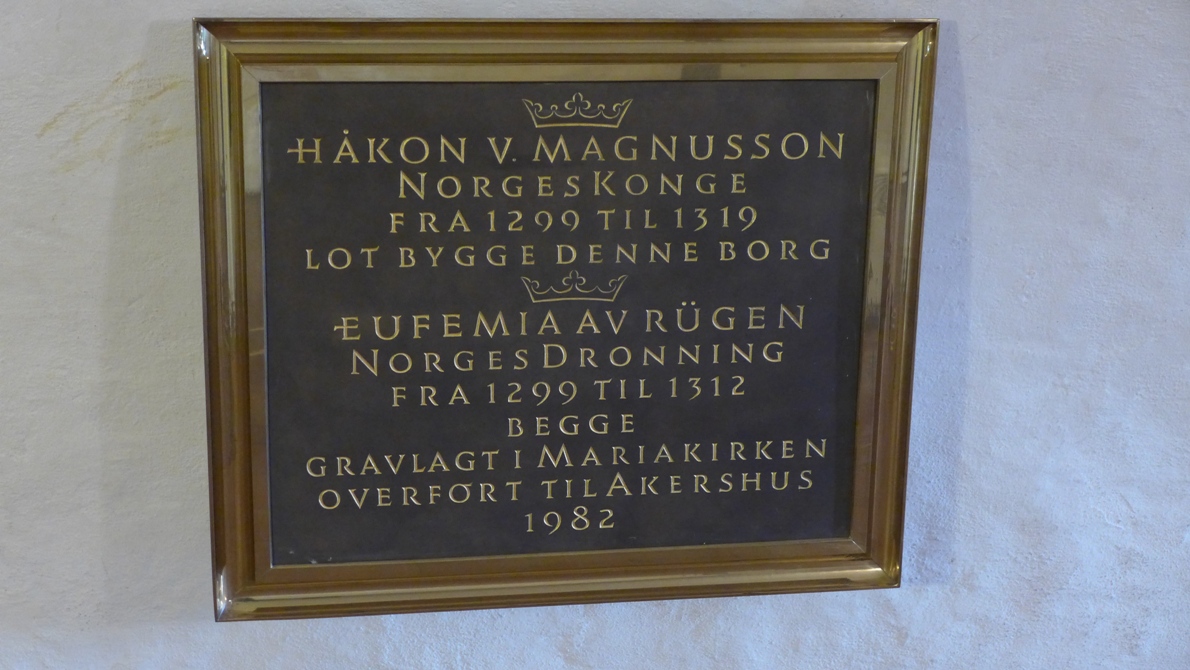 HÅKON V. MAGNUSSON
NORGES KONGE
FRA 1299 TIL 1319
LOT BYGGE DENNE BORG
EUFEMIA AV RÜGEN
NORGES DRONNING
FRA 1299 TIL 1312
BEGGE
GRAVLAGT I MARIAKIRKEN
OVERFØRT TIL AKERSHUS
1982